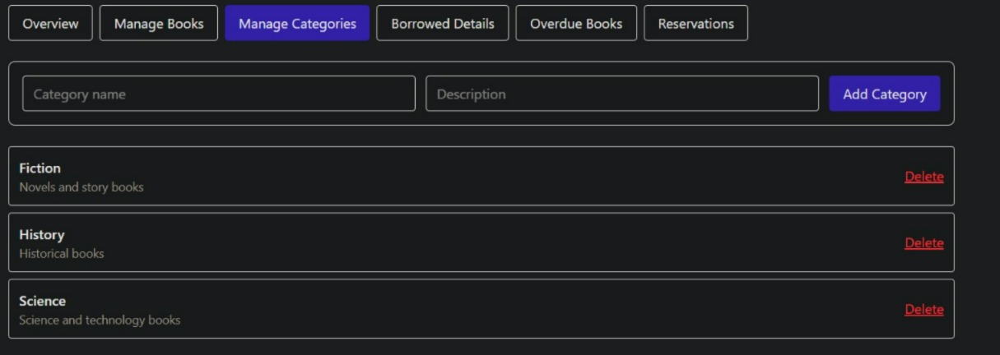 Overview Manage Books Manage Categories Borrowed Details Overdue Books Reservations
Category name Description Add Category
Fiction
Novels and story books
Delete
History
Historical books
Delete
Science
Science and technology books
Delete